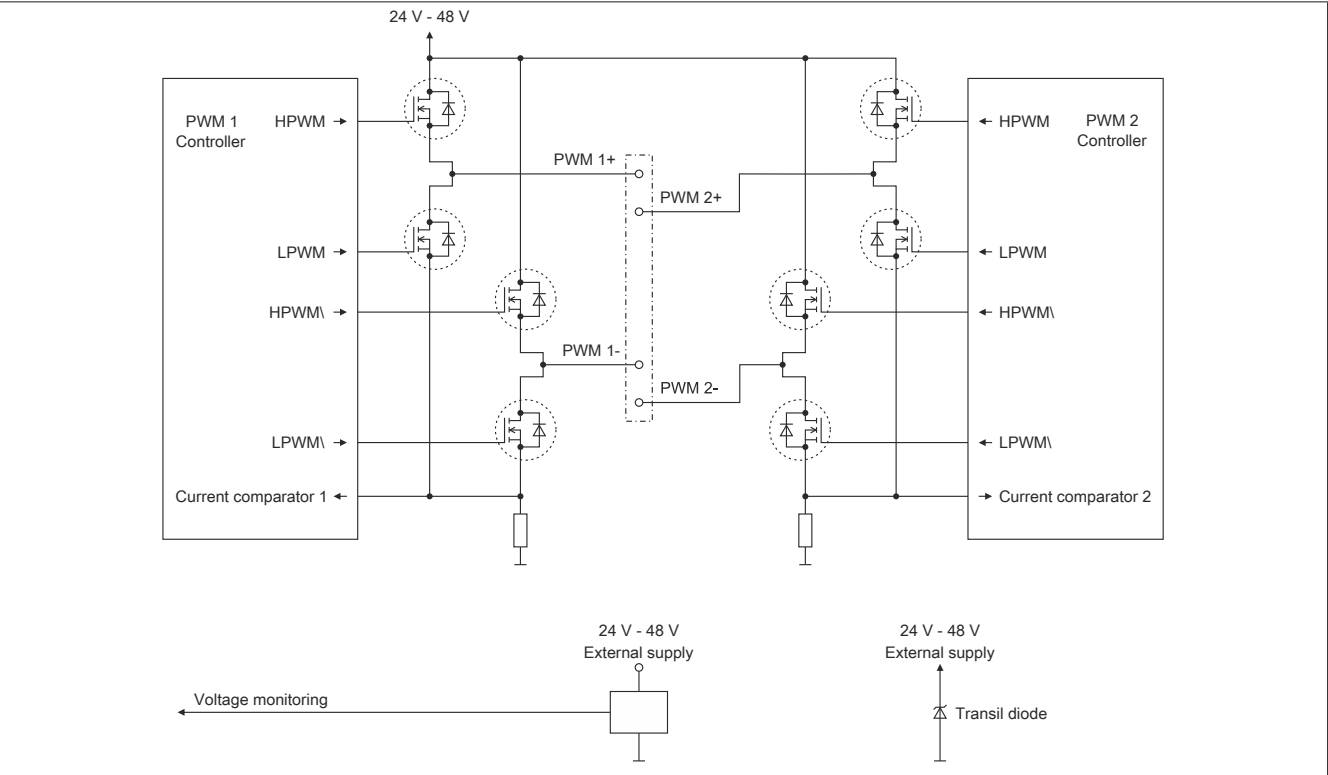 24 V - 48 V
PWM 1
Controller
HPWM
LPWM
HPWM\
LPWM\
Current comparator 1
PWM 1+
PWM 2+
PWM 1-
PWM 2-
HPWM
PWM 2
Controller
LPWM
HPWM\
LPWM\
Current comparator 2
24 V - 48 V
External supply
Voltage monitoring
24 V - 48 V
External supply
Transil diode